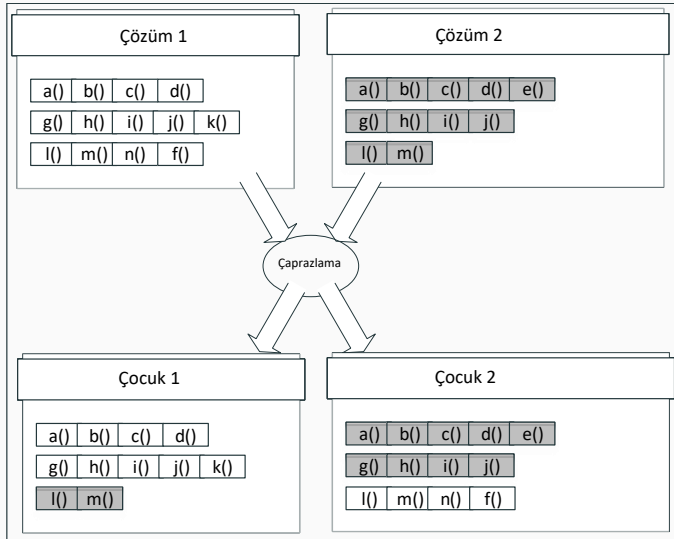 Çözüm 1
a() b() c() d()
g() h() i() j() k()
l() m() n() f()
Çözüm 2
a() b() c() d() e()
g() h() i() j()
l() m()
Çaprazlama
Çocuk 1
a() b() c() d()
g() h() i() j() k()
l() m()
Çocuk 2
a() b() c() d() e()
g() h() i() j()
l() m() n() f()